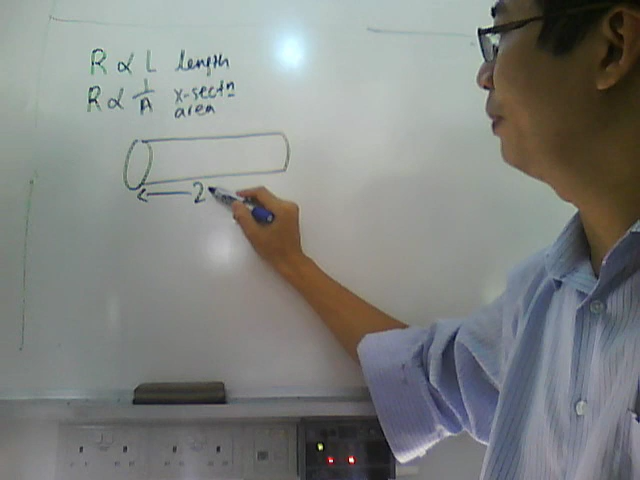 R ∝ L length
R ∝ 1/A x-sectn
area
2